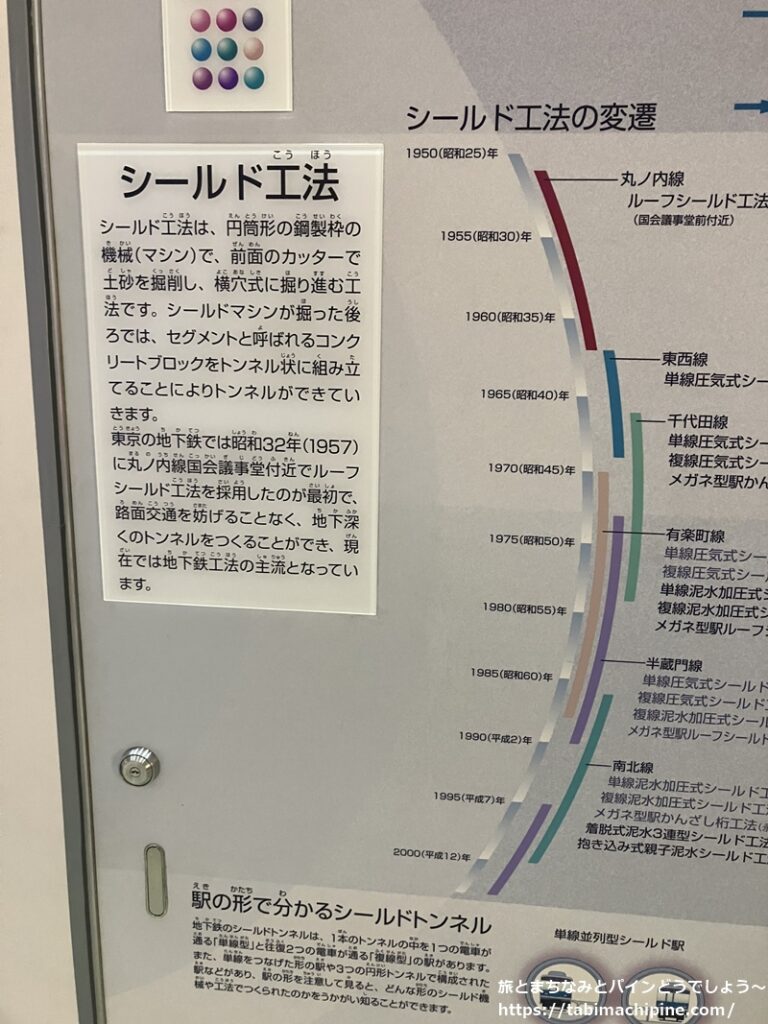 シールド工法
シールド工法は、円筒形の鋼製枠の
機械(マシン)で、前面のカッターで
土砂を掘削し、横穴式に掘り進む工
法です。シールドマシンが掘った後
ろでは、セグメントと呼ばれるコンク
リートブロックをトンネル状に組み立
てることによりトンネルができてい
きます。
東京の地下鉄では昭和32年(1957)
に丸ノ内線国会議事堂付近でルーフ
シールド工法を採用したのが最初で、
路面交通を妨げることなく、地下深
くのトンネルをつくることができ、現
在では地下鉄工法の主流となってい
ます。
シールド工法の変遷
1950(昭和25)年
1955(昭和30)年
1960(昭和35)年
1965(昭和40)年
1970(昭和45)年
1975(昭和50)年
1980(昭和55)年
1985(昭和60)年
1990(平成2)年
1995(平成7)年
2000(平成12)年
丸ノ内線
ルーフシールド工法
(国会議事堂前付近)
東西線
単線圧気式シー
千代田線
単線圧気式シー
複線圧気式シー
メガネ型駅かん
有楽町線
単線圧気式シー
複線圧気式シール
単線泥水加圧式シ
複線泥水加圧式シ
メガネ型駅ルーフシ
半蔵門線
単線圧気式シールド
複線圧気式シールド工
複線泥水加圧式シール
メガネ型駅ルーフシールド
南北線
単線泥水加圧式シールド工
複線泥水加圧式シールド工
メガネ型駅かんざし桁工法
着脱式泥水3連型シールド工法
抱き込み式親子泥水シールド工
駅の形で分かるシールドトンネル
地下鉄のシールドトンネルは、1本のトンネルの中を1つの電車が
通る「単線型」と往復2つの電車が通る「複線型」の駅があります。
また、単線をつなげた形の駅や3つの円形トンネルで構成された
駅などがあり、駅の形を注意して見ると、どんな形のシールド機
械や工法でつくられたのかをうかがい知ることができます。
単線並列型シールド駅
旅とまちなみとパインどうでしょう〜
https://tabimachipine.com/